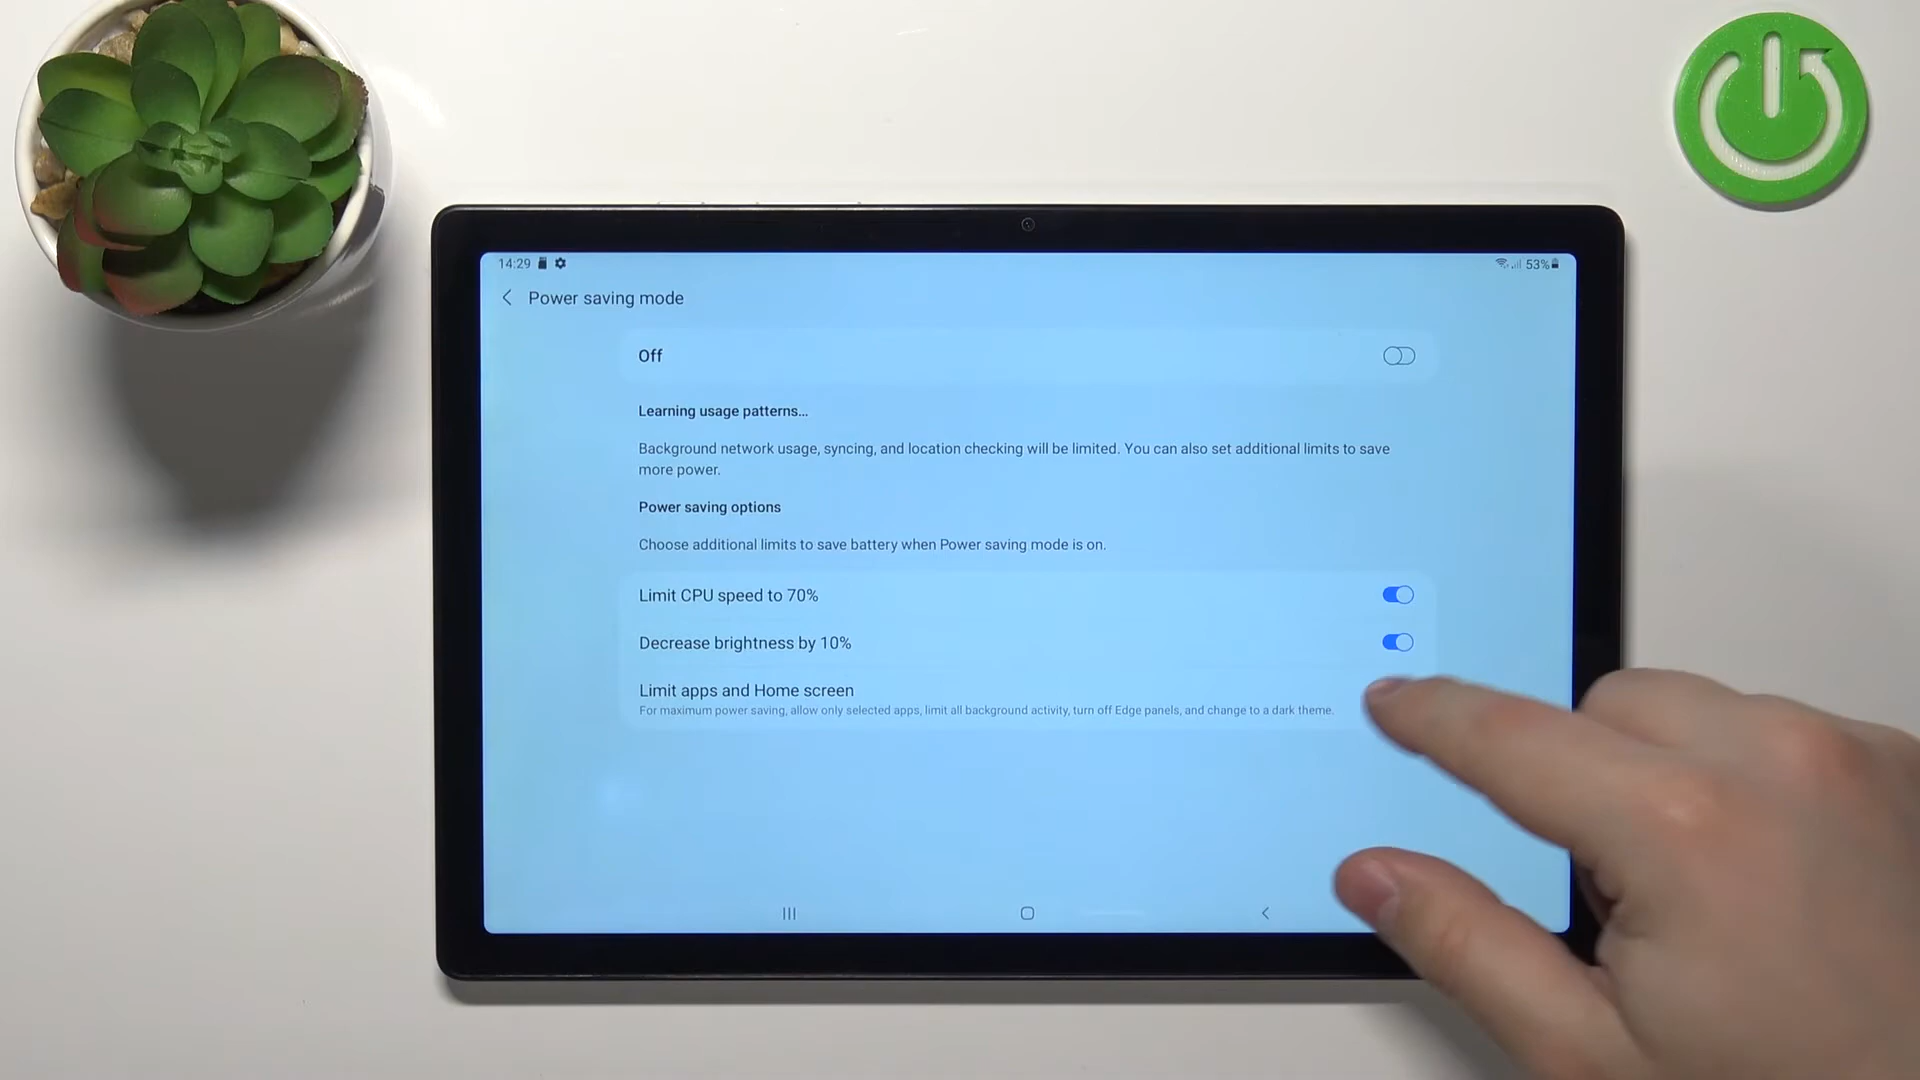 14:29
53%
Power saving mode
Off
Learning usage patterns...
Background network usage, syncing, and location checking will be limited. You can also set additional limits to save
more power.
Power saving options
Choose additional limits to save battery when Power saving mode is on.
Limit CPU speed to 70%
Decrease brightness by 10%
Limit apps and Home screen
For maximum power saving, allow only selected apps, limit all background activity, turn off Edge panels, and change to a dark theme.